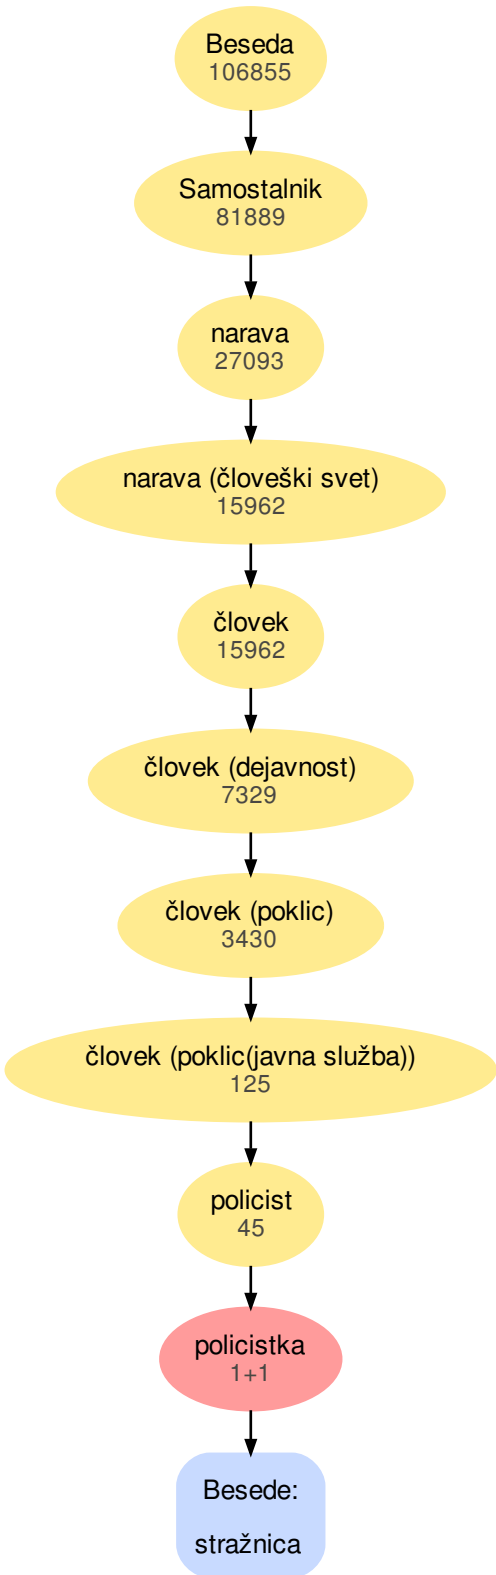 Beseda
106855
Samostalnik
81889
narava
27093
narava (človeški svet)
15962
človek
15962
človek (dejavnost)
7329
človek (poklic)
3430
človek (poklic(javna služba))
125
policist
45
policistka
1+1
Besede:
stražnica